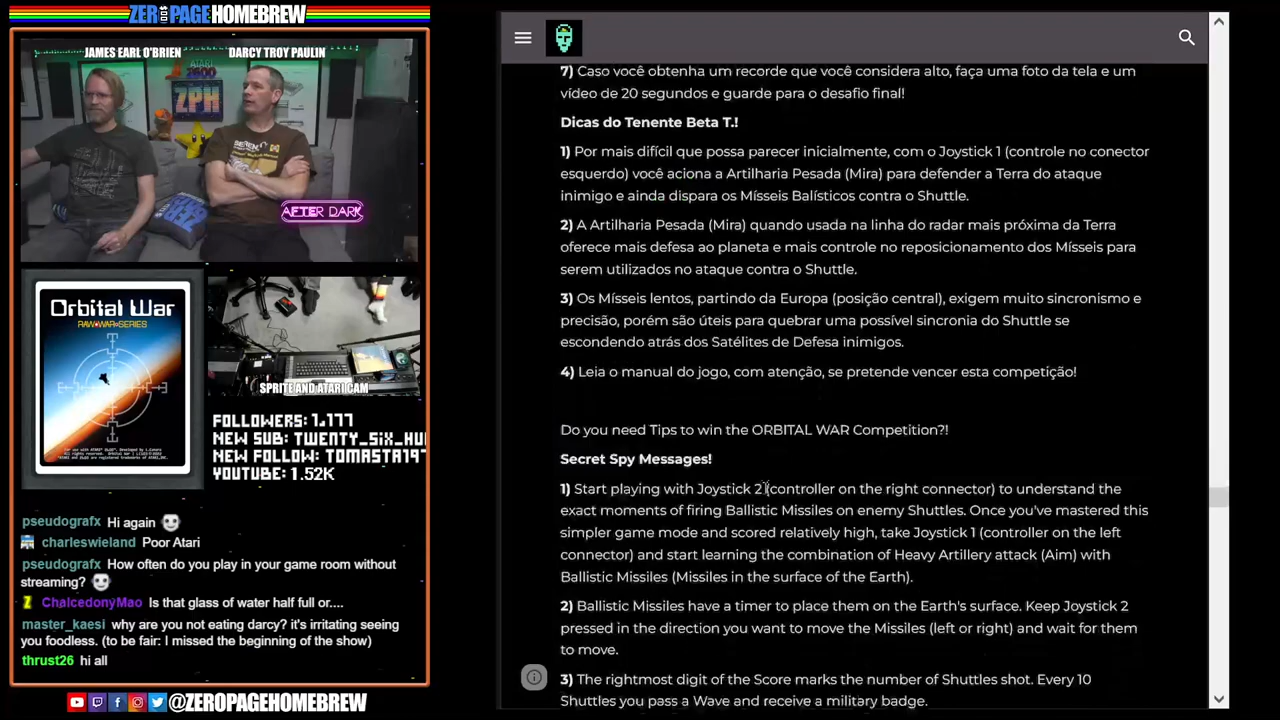 ZERO PAGE HOMEBREW
JAMES EARL O'BRIEN
DARCY TROY PAULIN
ATARI
2600
ZPH
AFTER DARK
Orbital War
RAW WAR SERIES
SPRITE AND ATARI CAM
FOLLOWERS: 1,177
NEW SUB: TWENTY_SIX_HU
NEW FOLLOW: TOMASTA197
YOUTUBE: 1.52K
pseudografx Hi again
charleswieland Poor Atari
pseudografx How often do you play in your game room without
streaming?
ChalcedonyMao Is that glass of water half full or....
master_kaesi why are you not eating darcy? it's irritating seeing
you foodless. (to be fair: I missed the beginning of the show)
thrust26 hi all
@ZEROPAGEHOMEBREW
7) Caso você obtenha um recorde que você considera alto, faça uma foto da tela e um
vídeo de 20 segundos e guarde para o desafio final!
Dicas do Tenente Beta T.!
1) Por mais difícil que possa parecer inicialmente, com o Joystick 1 (controle no conector
esquerdo) você aciona a Artilharia Pesada (Mira) para defender a Terra do ataque
inimigo e ainda dispara os Mísseis Balísticos contra o Shuttle.
2) A Artilharia Pesada (Mira) quando usada na linha do radar mais próxima da Terra
oferece mais defesa ao planeta e mais controle no reposicionamento dos Mísseis para
serem utilizados no ataque contra o Shuttle.
3) Os Mísseis lentos, partindo da Europa (posição central), exigem muito sincronismo e
precisão, porém são úteis para quebrar uma possível sincronia do Shuttle se
escondendo atrás dos Satélites de Defesa inimigos.
4) Leia o manual do jogo, com atenção, se pretende vencer esta competição!
Do you need Tips to win the ORBITAL WAR Competition?!
Secret Spy Messages!
1) Start playing with Joystick 2 (controller on the right connector) to understand the
exact moments of firing Ballistic Missiles on enemy Shuttles. Once you've mastered this
simpler game mode and scored relatively high, take Joystick 1 (controller on the left
connector) and start learning the combination of Heavy Artillery attack (Aim) with
Ballistic Missiles (Missiles in the surface of the Earth).
2) Ballistic Missiles have a timer to place them on the Earth's surface. Keep Joystick 2
pressed in the direction you want to move the Missiles (left or right) and wait for them
to move.
3) The rightmost digit of the Score marks the number of Shuttles shot. Every 10
Shuttles you pass a Wave and receive a military badge.